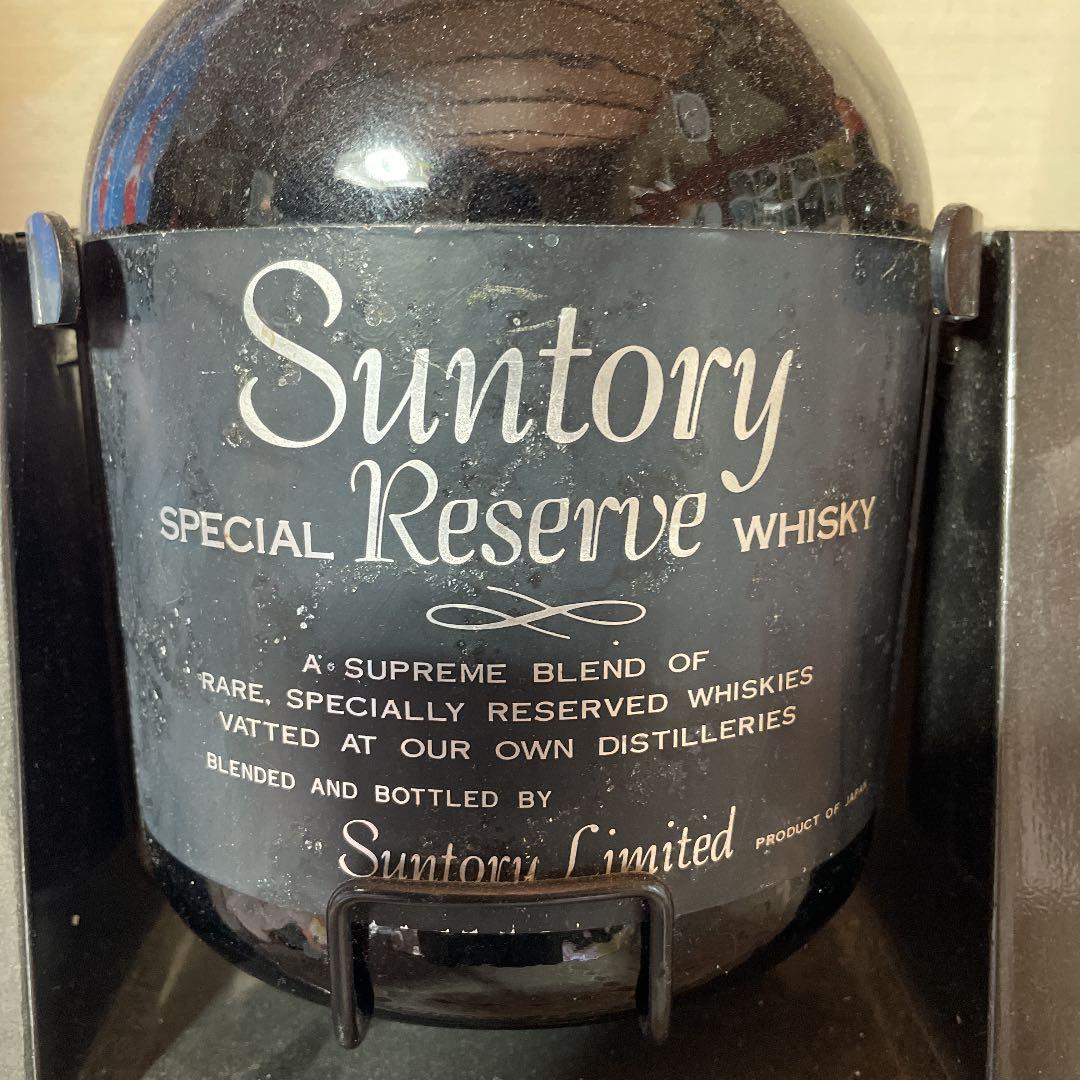 Suntory
SPECIAL Reserve WHISKY
A SUPREME BLEND OF
RARE, SPECIALLY RESERVED WHISKIES
VATTED AT OUR OWN DISTILLERIES
BLENDED AND BOTTLED BY
Suntory Limited PRODUCT OF JAPAN